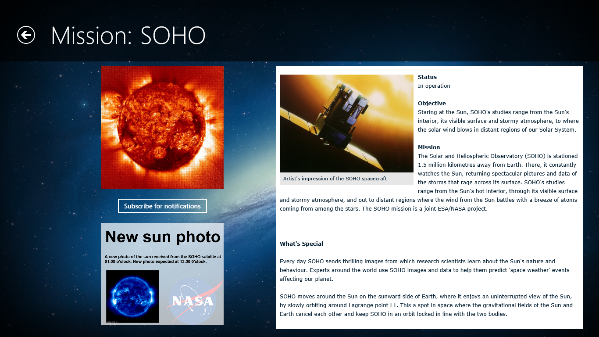 Mission: SOHO
Subscribe for notifications
New sun photo
A new photo of the sun received from the SOHO satelite at
01.00 o'clock. New photo expected at 13.00 o'clock.
NASA
Artist's impression of the SOHO spacecraft
Status
In operation
Objective
Staring at the Sun, SOHO's studies range from the Sun's
interior, its visible surface and stormy atmosphere, to where
the solar wind blows in distant regions of our Solar System.
Mission
The Solar and Heliospheric Observatory (SOHO) is stationed
1.5 million kilometres away from Earth. There, it constantly
watches the Sun, returning spectacular pictures and data of
the storms that rage across its surface. SOHO's studies
range from the Sun's hot interior, through its visible surface
and stormy atmosphere, and out to distant regions where the wind from the Sun battles with a breeze of atoms
coming from among the stars. The SOHO mission is a joint ESA/NASA project.
What's Special
Every day SOHO sends thrilling images from which research scientists learn about the Sun's nature and
behaviour. Experts around the world use SOHO images and data to help them predict 'space weather' events
affecting our planet.
SOHO moves around the Sun on the sunward side of Earth, where it enjoys an uninterrupted view of the Sun,
by slowly orbiting around Lagrange point L1. This a spot in space where the gravitational fields of the Sun and
Earth cancel each other and keep SOHO in an orbit locked in line with the two bodies.